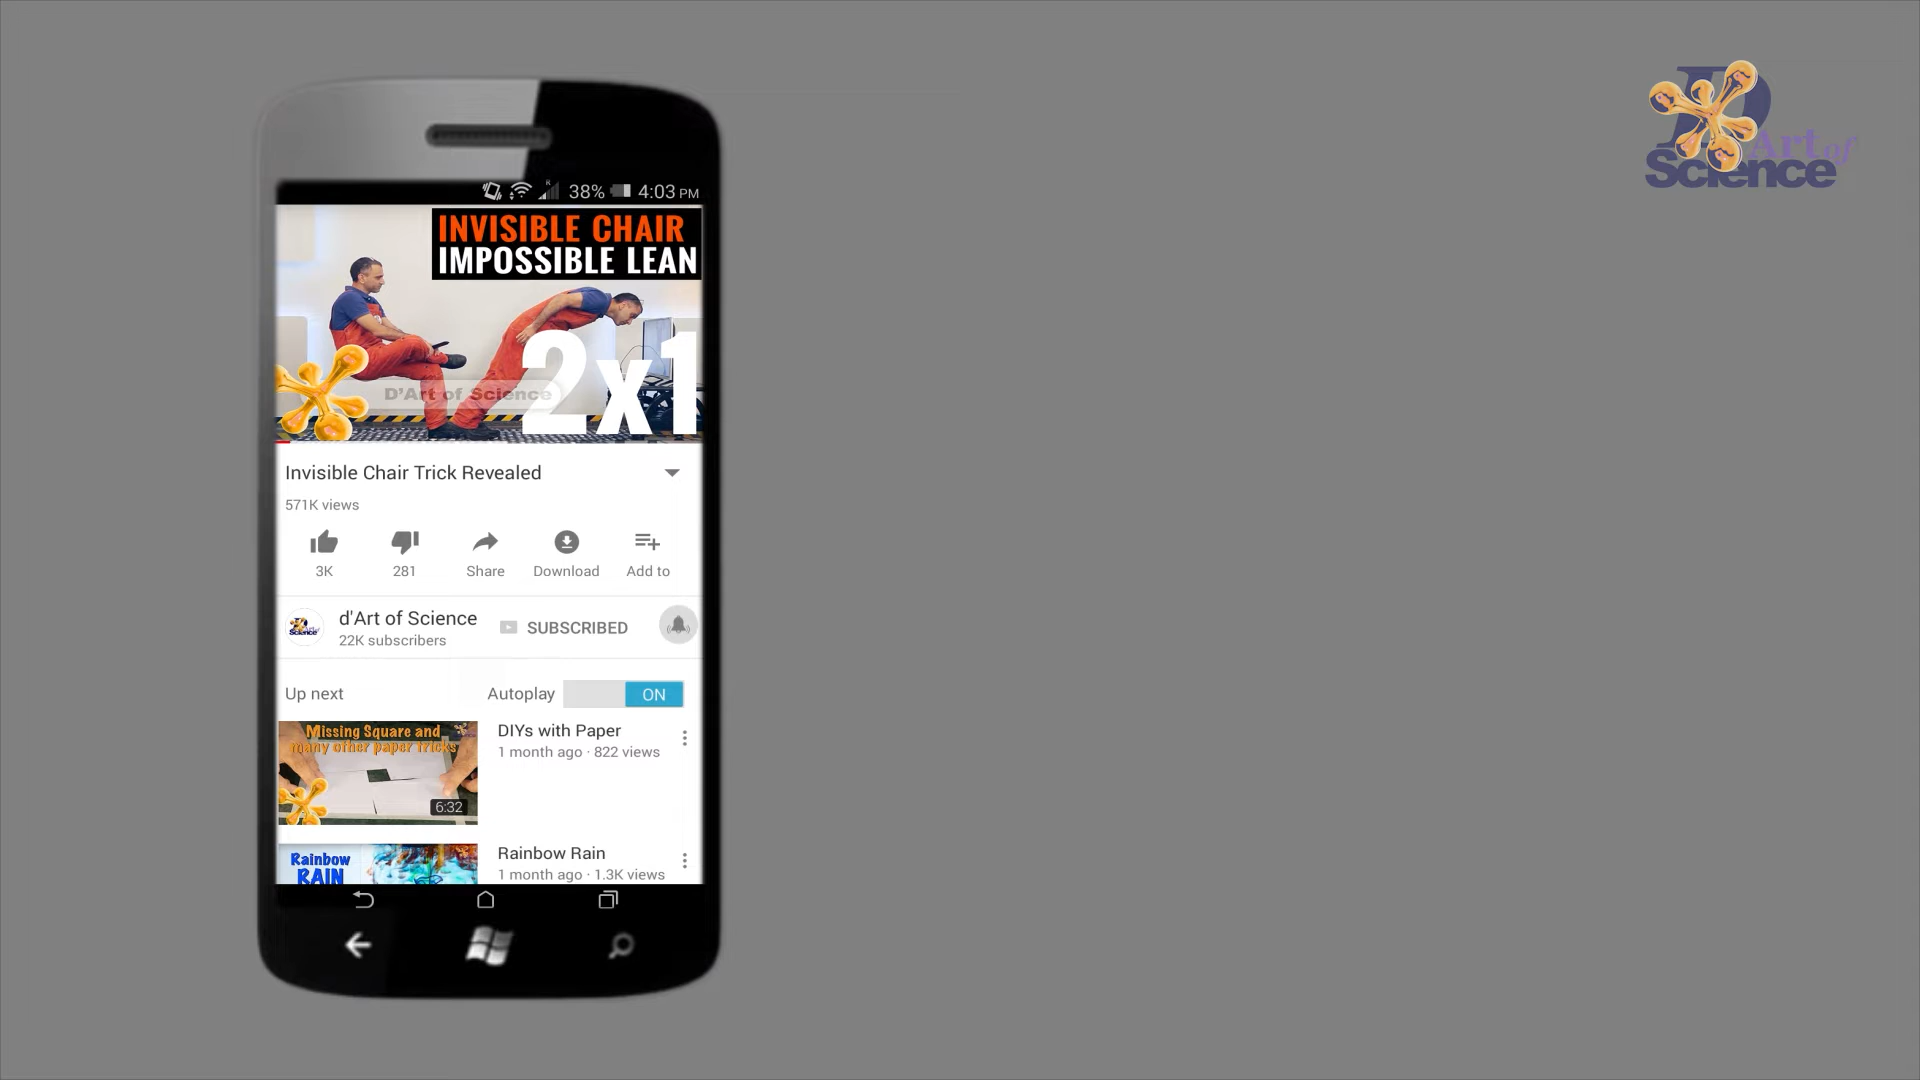 D
Art of
Science
38% 4:03 PM
INVISIBLE CHAIR
IMPOSSIBLE LEAN
2x1
D'Art of Science
Invisible Chair Trick Revealed
571K views
3K 281 Share Download Add to
d'Art of Science
22K subscribers
SUBSCRIBED
Up next Autoplay ON
Missing Square and
many other paper tricks
6:32
DIYs with Paper
1 month ago · 822 views
Rainbow
RAIN
Rainbow Rain
1 month ago · 1.3K views